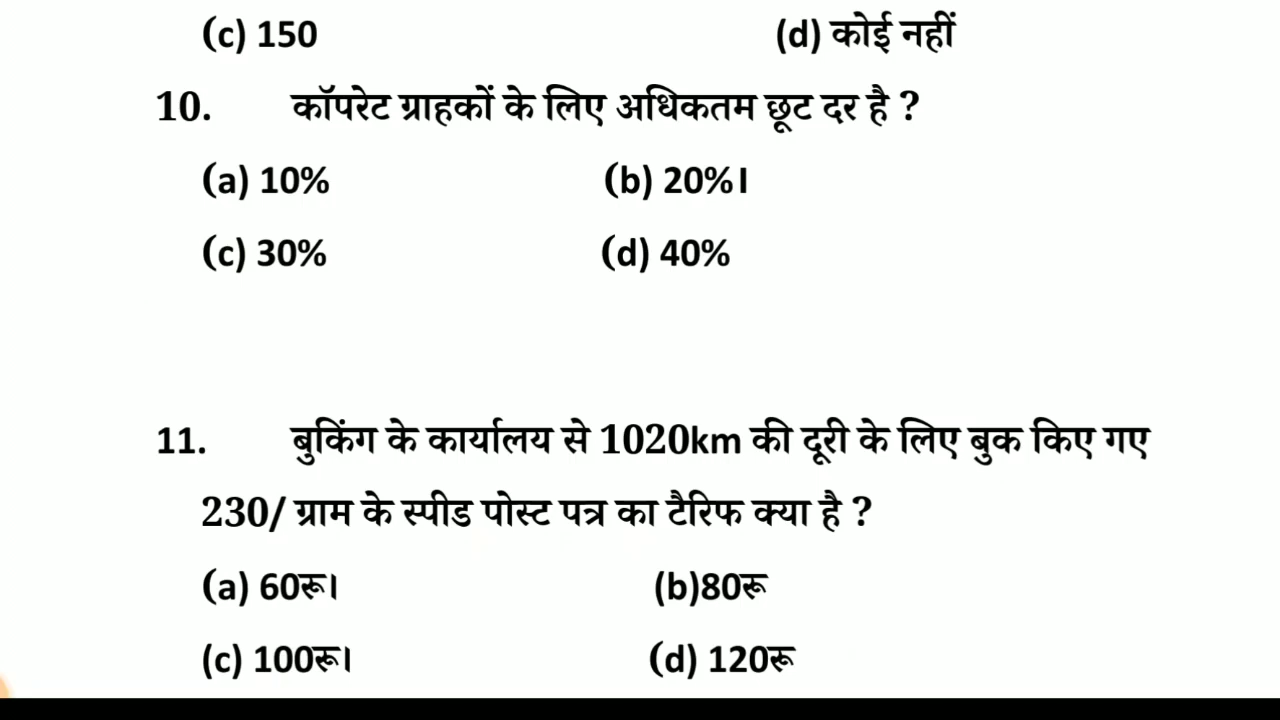 (c) 150 (d) कोई नहीं
10. कॉपरेट ग्राहकों के लिए अधिकतम छूट दर है ?
(a) 10% (b) 20%।
(c) 30% (d) 40%
11. बुकिंग के कार्यालय से 1020km की दूरी के लिए बुक किए गए
230/ ग्राम के स्पीड पोस्ट पत्र का टैरिफ क्या है ?
(a) 60रू। (b)80रू
(c) 100रू। (d) 120रू